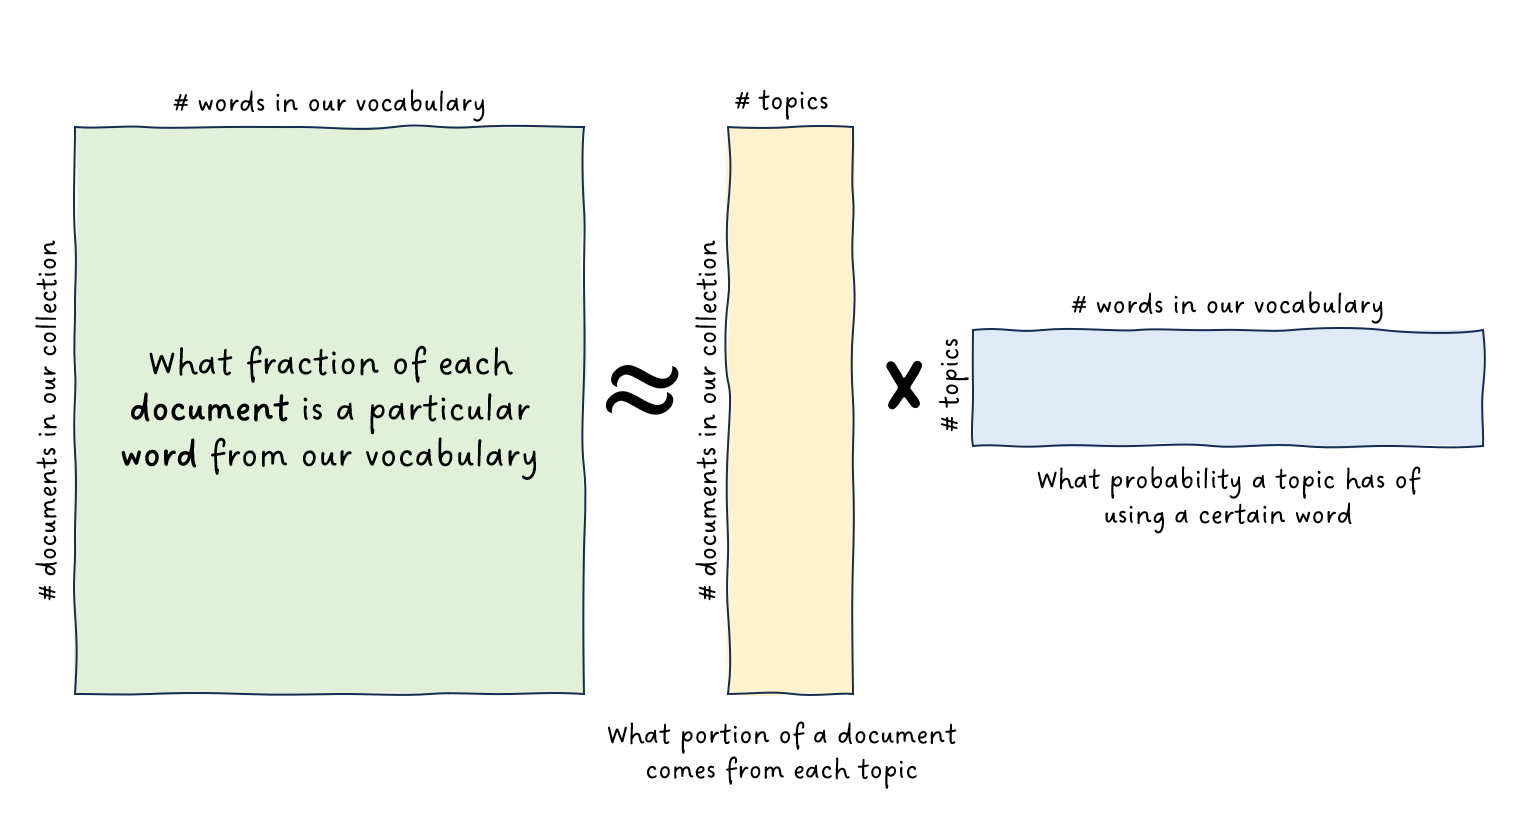 # words in our vocabulary
# documents in our collection
What fraction of each
document is a particular
word from our vocabulary
≈
# topics
# documents in our collection
What portion of a document
comes from each topic
x
# words in our vocabulary
# topics
What probability a topic has of
using a certain word